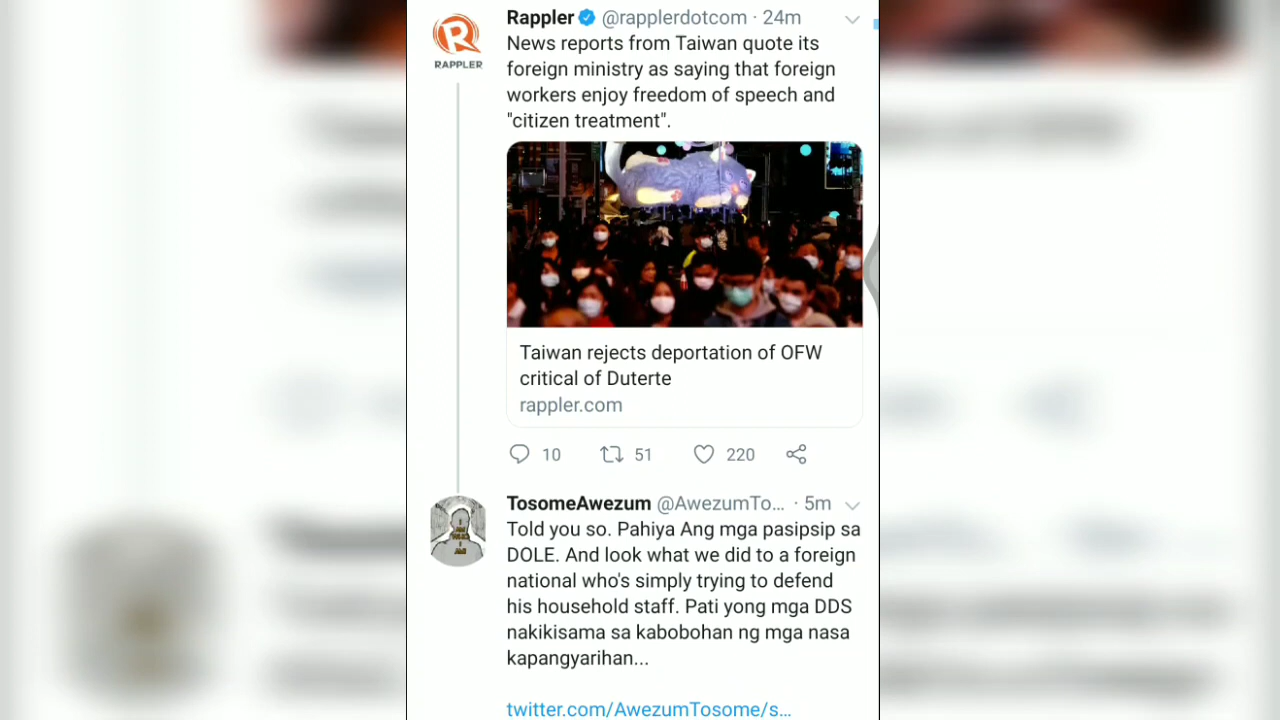 Rappler @rapplerdotcom · 24m
RAPPLER
News reports from Taiwan quote its
foreign ministry as saying that foreign
workers enjoy freedom of speech and
"citizen treatment".
Taiwan rejects deportation of OFW
critical of Duterte
rappler.com
10 51 220
TosomeAwezum @AwezumTo... · 5m
Told you so. Pahiya Ang mga pasipsip sa
DOLE. And look what we did to a foreign
national who's simply trying to defend
his household staff. Pati yong mga DDS
nakikisama sa kabobohan ng mga nasa
kapangyarihan...
twitter.com/AwezumTosome/s...